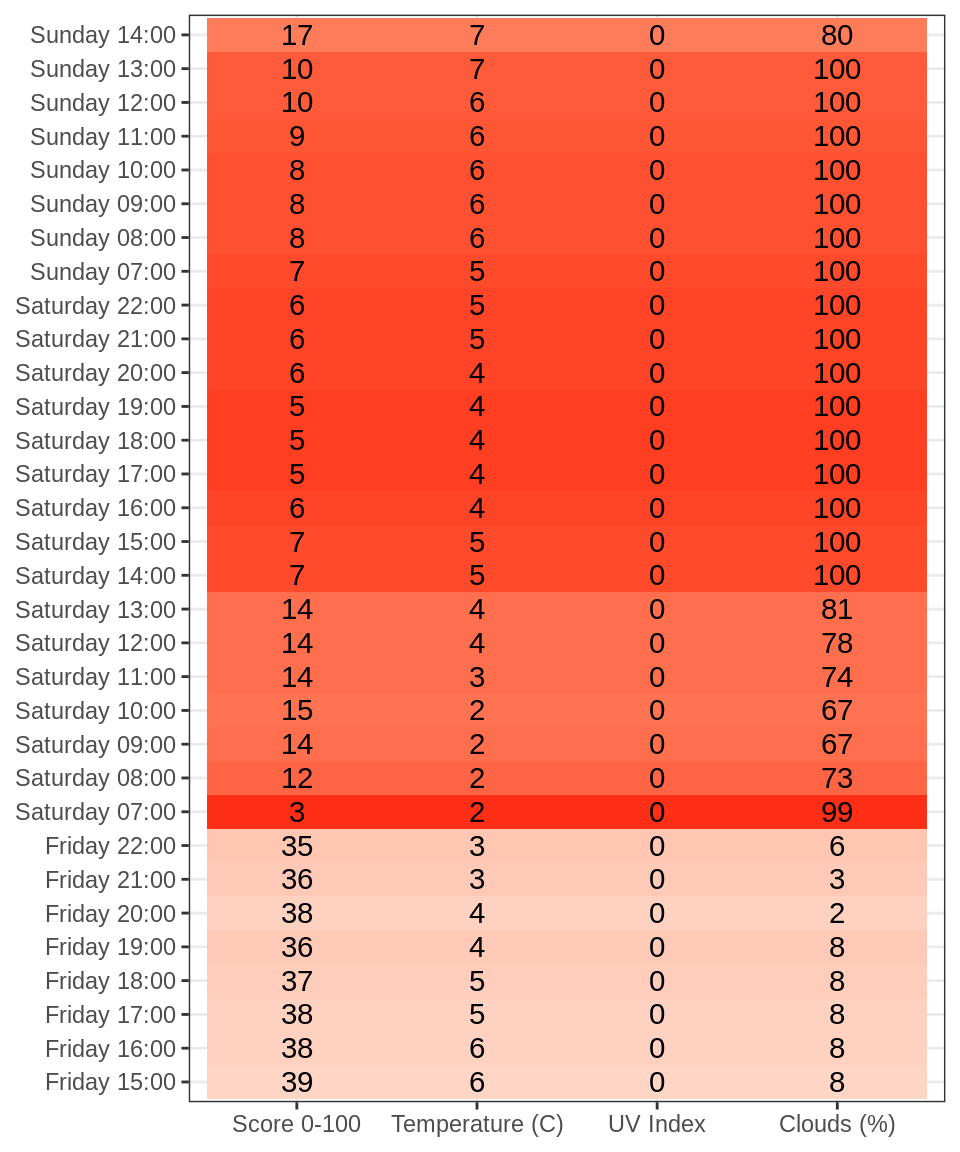 Sunday 14:00 17 7 0 80
Sunday 13:00 10 7 0 100
Sunday 12:00 10 6 0 100
Sunday 11:00 9 6 0 100
Sunday 10:00 8 6 0 100
Sunday 09:00 8 6 0 100
Sunday 08:00 8 6 0 100
Sunday 07:00 7 5 0 100
Saturday 22:00 6 5 0 100
Saturday 21:00 6 5 0 100
Saturday 20:00 6 4 0 100
Saturday 19:00 5 4 0 100
Saturday 18:00 5 4 0 100
Saturday 17:00 5 4 0 100
Saturday 16:00 6 4 0 100
Saturday 15:00 7 5 0 100
Saturday 14:00 7 5 0 100
Saturday 13:00 14 4 0 81
Saturday 12:00 14 4 0 78
Saturday 11:00 14 3 0 74
Saturday 10:00 15 2 0 67
Saturday 09:00 14 2 0 67
Saturday 08:00 12 2 0 73
Saturday 07:00 3 2 0 99
Friday 22:00 35 3 0 6
Friday 21:00 36 3 0 3
Friday 20:00 38 4 0 2
Friday 19:00 36 4 0 8
Friday 18:00 37 5 0 8
Friday 17:00 38 5 0 8
Friday 16:00 38 6 0 8
Friday 15:00 39 6 0 8
Score 0-100 Temperature (C) UV Index Clouds (%)